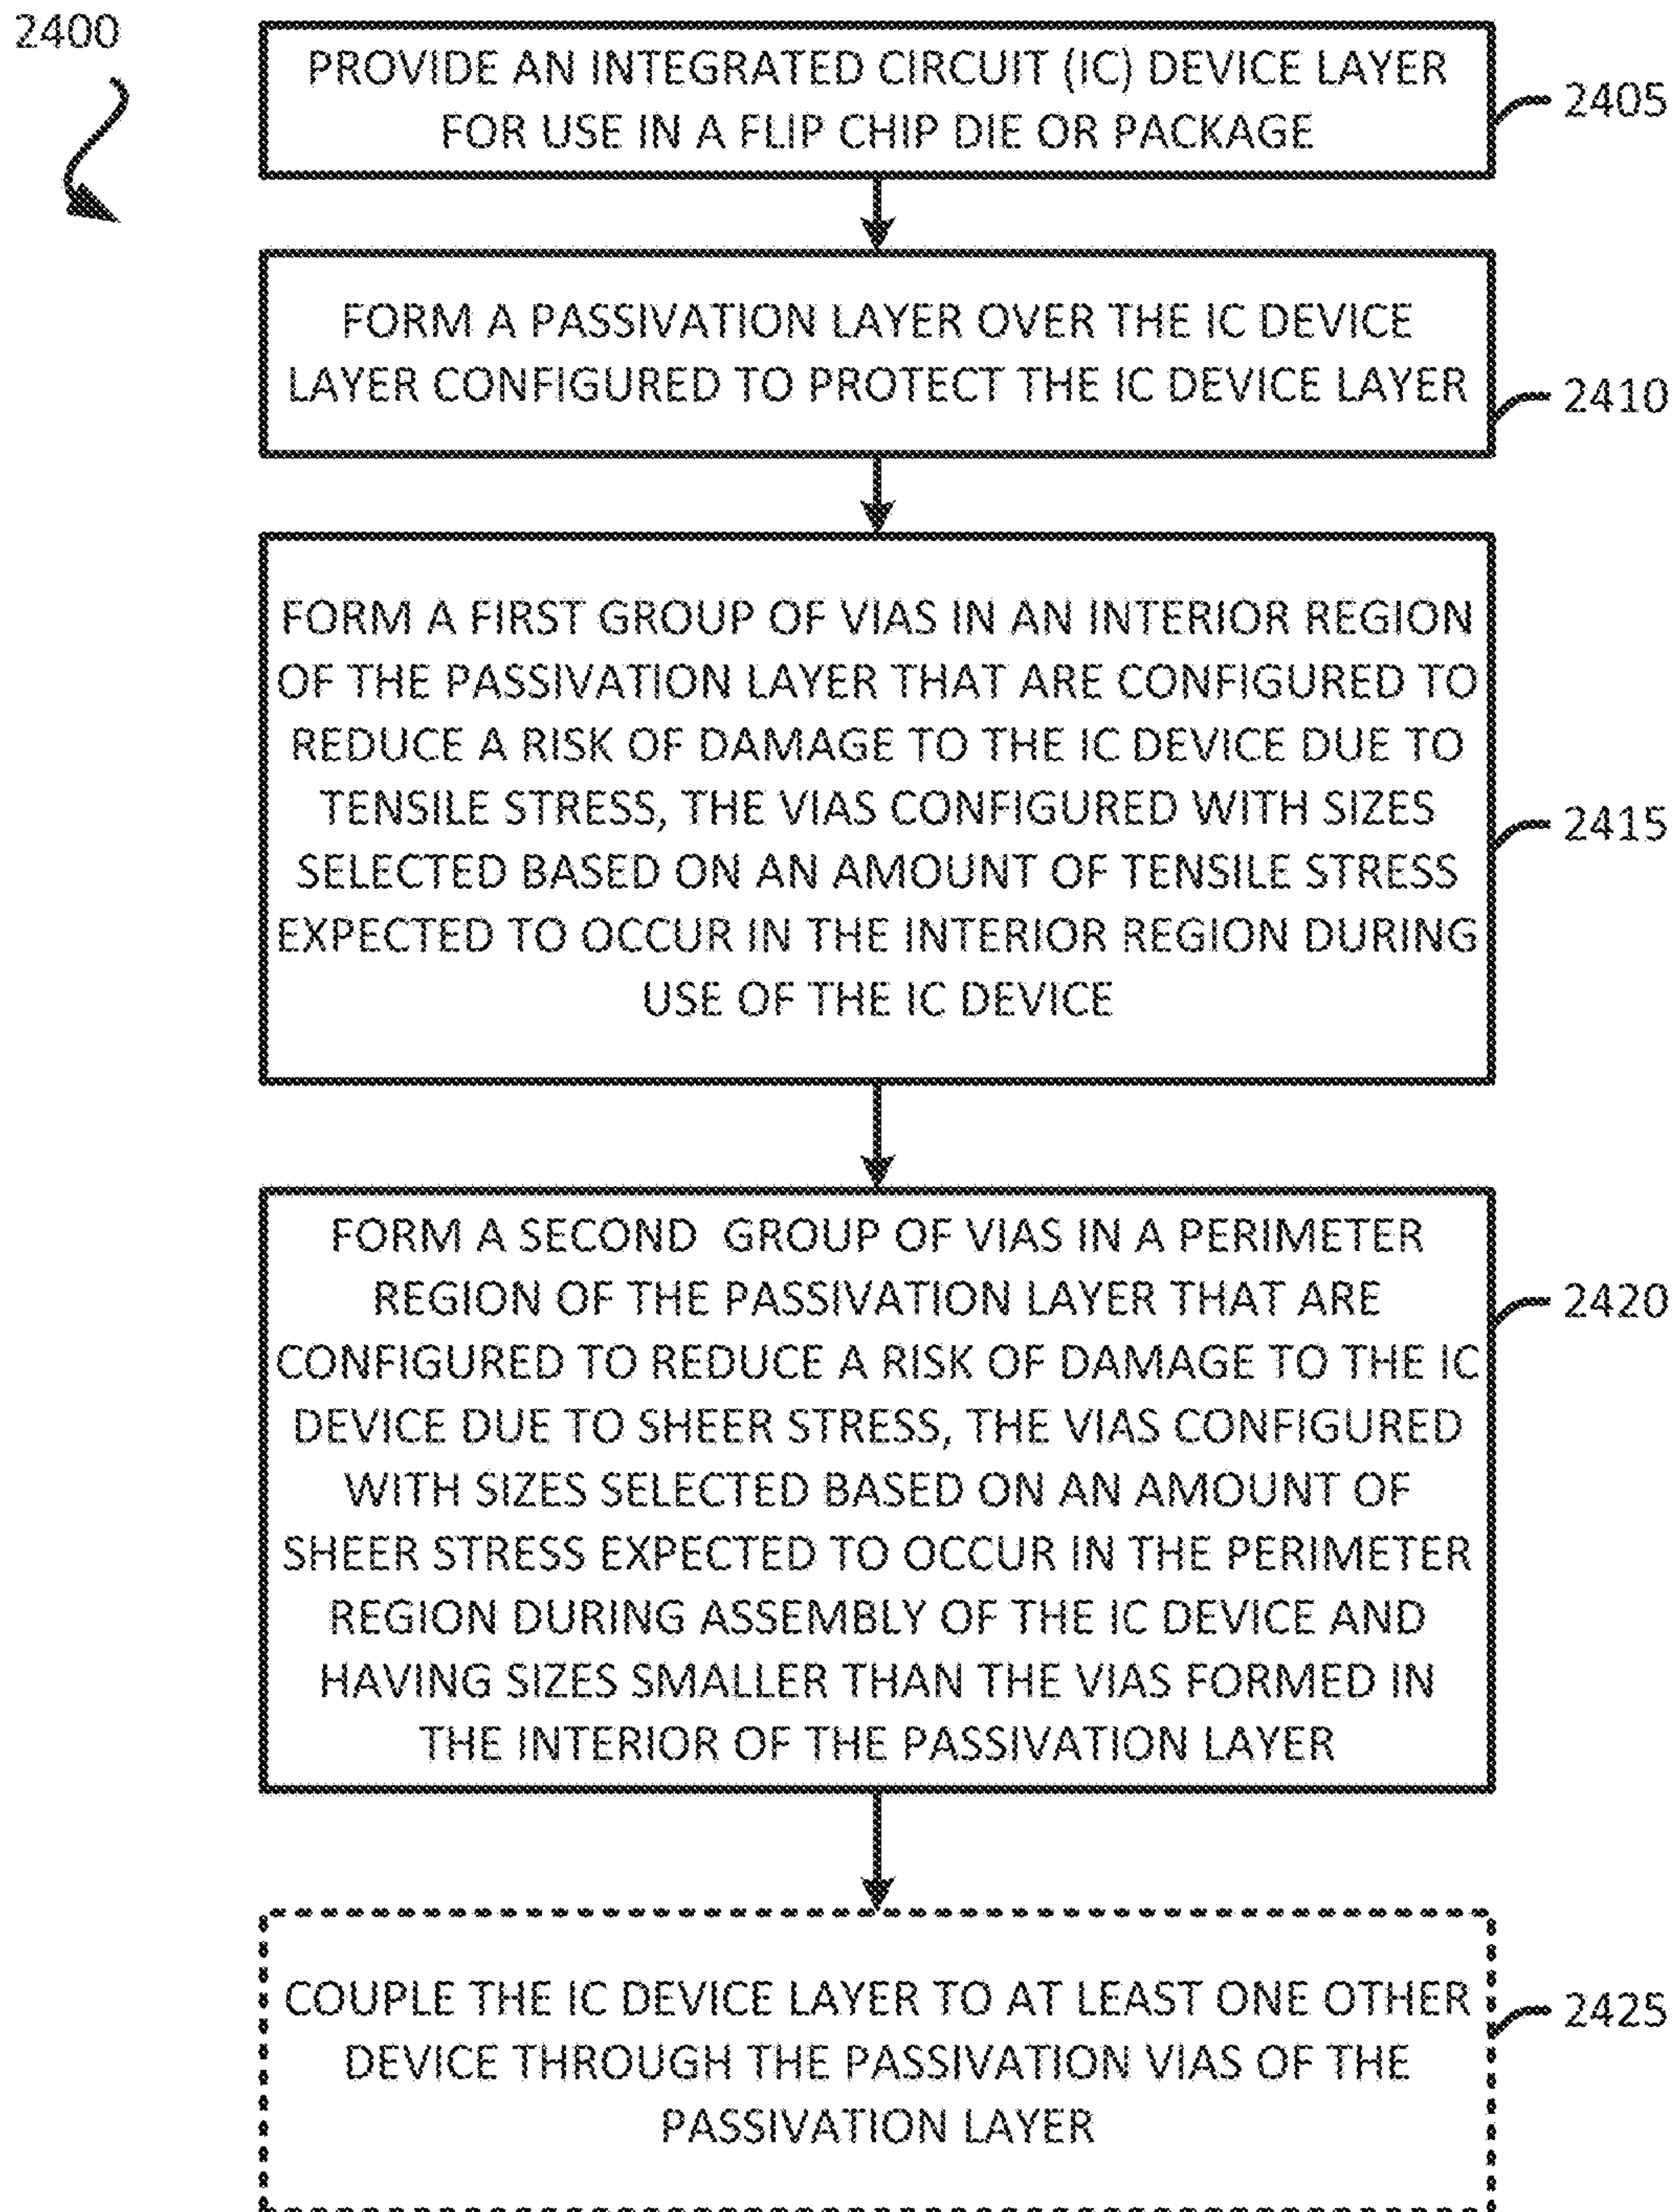 2400
PROVIDE AN INTEGRATED CIRCUIT (IC) DEVICE LAYER
FOR USE IN A FLIP CHIP DIE OR PACKAGE
2405
FORM A PASSIVATION LAYER OVER THE IC DEVICE
LAYER CONFIGURED TO PROTECT THE IC DEVICE LAYER
2410
FORM A FIRST GROUP OF VIAS IN AN INTERIOR REGION
OF THE PASSIVATION LAYER THAT ARE CONFIGURED TO
REDUCE A RISK OF DAMAGE TO THE IC DEVICE DUE TO
TENSILE STRESS, THE VIAS CONFIGURED WITH SIZES
SELECTED BASED ON AN AMOUNT OF TENSILE STRESS
EXPECTED TO OCCUR IN THE INTERIOR REGION DURING
USE OF THE IC DEVICE
2415
FORM A SECOND GROUP OF VIAS IN A PERIMETER
REGION OF THE PASSIVATION LAYER THAT ARE
CONFIGURED TO REDUCE A RISK OF DAMAGE TO THE IC
DEVICE DUE TO SHEER STRESS, THE VIAS CONFIGURED
WITH SIZES SELECTED BASED ON AN AMOUNT OF
SHEER STRESS EXPECTED TO OCCUR IN THE PERIMETER
REGION DURING ASSEMBLY OF THE IC DEVICE AND
HAVING SIZES SMALLER THAN THE VIAS FORMED IN
THE INTERIOR OF THE PASSIVATION LAYER
2420
COUPLE THE IC DEVICE LAYER TO AT LEAST ONE OTHER
DEVICE THROUGH THE PASSIVATION VIAS OF THE
PASSIVATION LAYER
2425